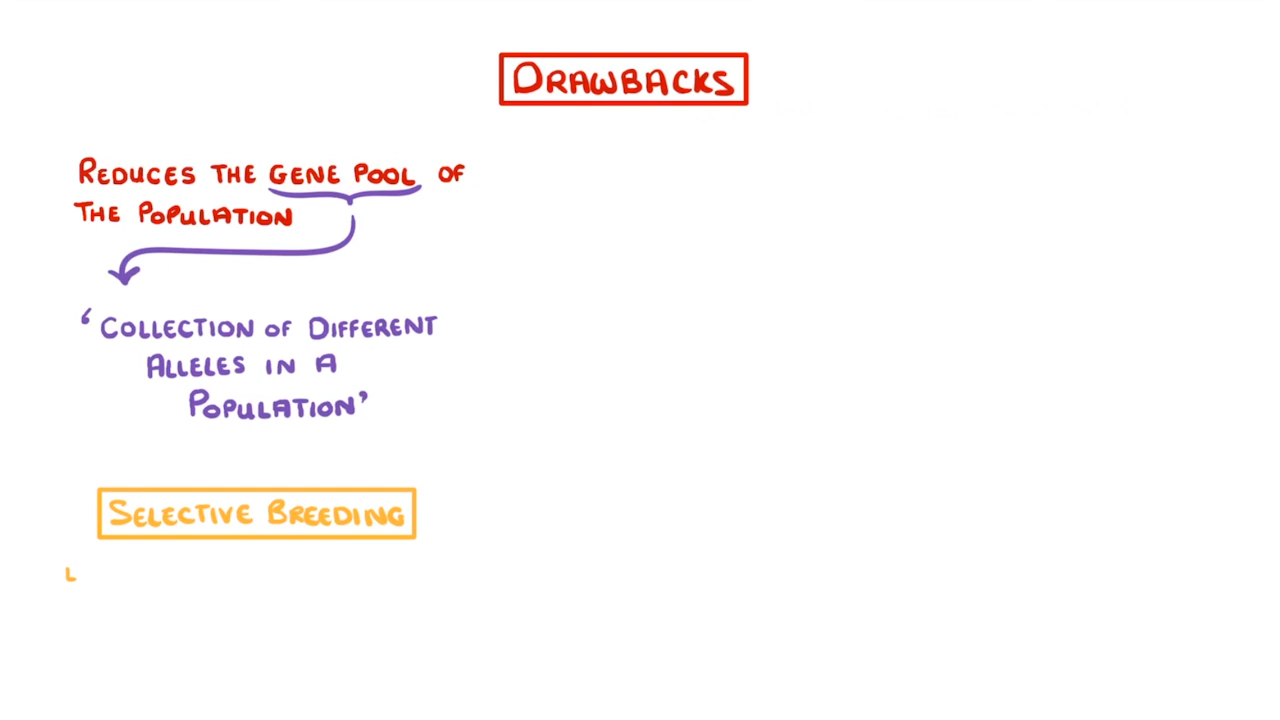 DRAWBACKS
REDUCES THE GENE POOL OF
THE POPULATION
‘COLLECTION OF DIFFERENT
ALLELES IN A
POPULATION’
SELECTIVE BREEDING
L